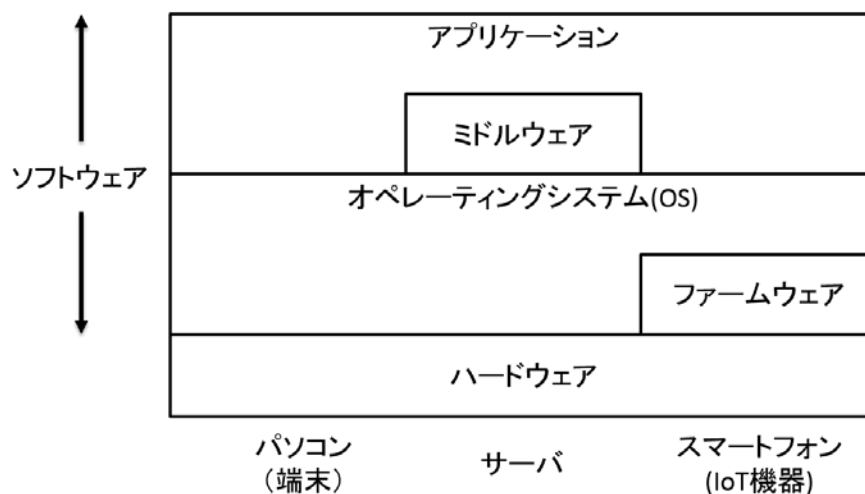 アプリケーション
ミドルウェア
ソフトウェア
オペレーティングシステム(OS)
ファームウェア
ハードウェア
パソコン
（端末）
サーバ
スマートフォン
(IoT機器)